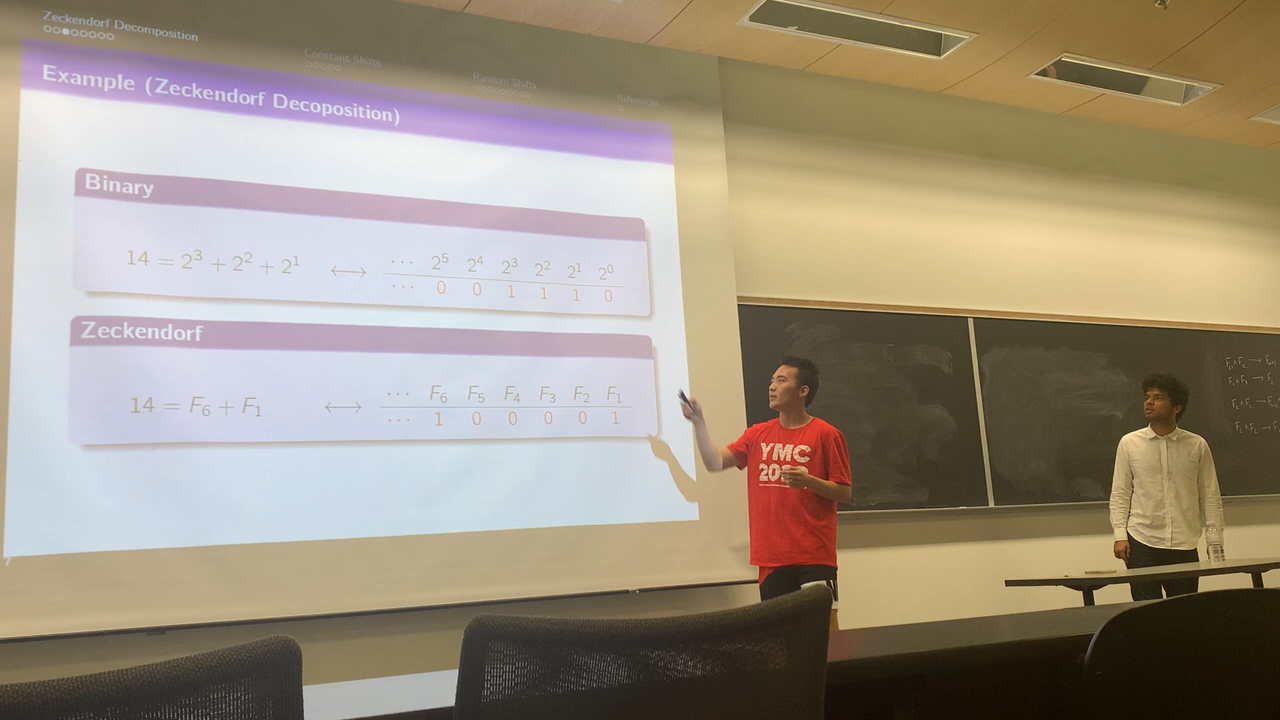 Zeckendorf Decomposition
Constant Shifts
Random Shifts
References
Example (Zeckendorf Decoposition)
Binary
14 = 2³ + 2² + 2¹ ⟷ ··· 2⁵ 2⁴ 2³ 2² 2¹ 2⁰
··· 0 0 1 1 1 0
Zeckendorf
14 = F₆ + F₁ ⟷ ··· F₆ F₅ F₄ F₃ F₂ F₁
··· 1 0 0 0 0 1
YMC